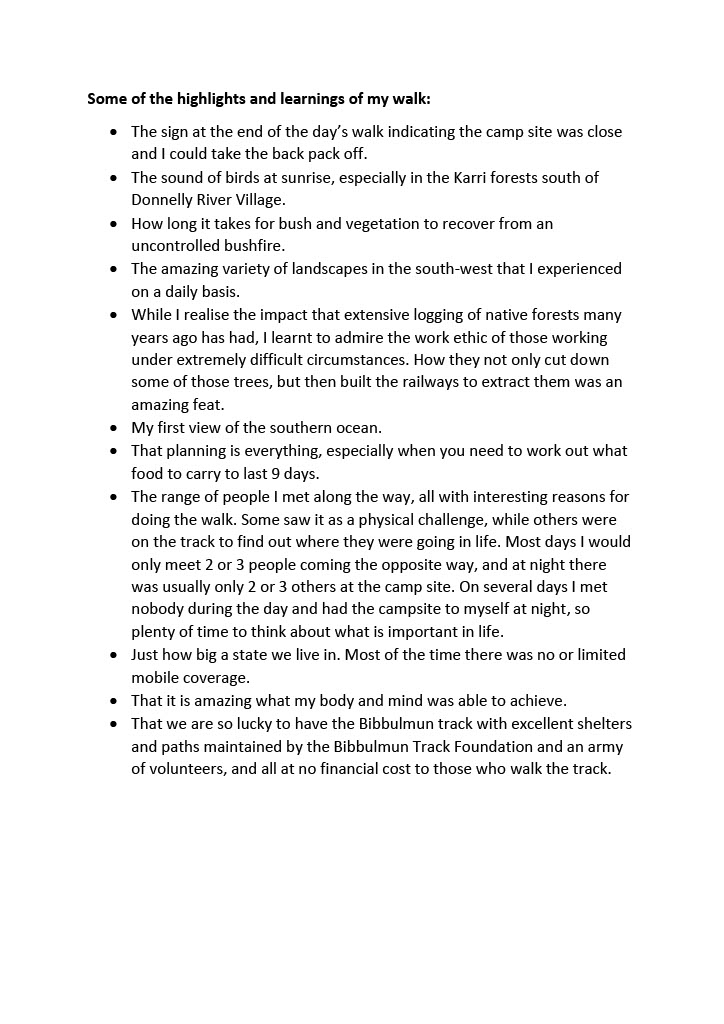 Some of the highlights and learnings of my walk:
• The sign at the end of the day’s walk indicating the camp site was close
and I could take the back pack off.
• The sound of birds at sunrise, especially in the Karri forests south of
Donnelly River Village.
• How long it takes for bush and vegetation to recover from an
uncontrolled bushfire.
• The amazing variety of landscapes in the south-west that I experienced
on a daily basis.
• While I realise the impact that extensive logging of native forests many
years ago has had, I learnt to admire the work ethic of those working
under extremely difficult circumstances. How they not only cut down
some of those trees, but then built the railways to extract them was an
amazing feat.
• My first view of the southern ocean.
• That planning is everything, especially when you need to work out what
food to carry to last 9 days.
• The range of people I met along the way, all with interesting reasons for
doing the walk. Some saw it as a physical challenge, while others were
on the track to find out where they were going in life. Most days I would
only meet 2 or 3 people coming the opposite way, and at night there
was usually only 2 or 3 others at the camp site. On several days I met
nobody during the day and had the campsite to myself at night, so
plenty of time to think about what is important in life.
• Just how big a state we live in. Most of the time there was no or limited
mobile coverage.
• That it is amazing what my body and mind was able to achieve.
• That we are so lucky to have the Bibbulmun track with excellent shelters
and paths maintained by the Bibbulmun Track Foundation and an army
of volunteers, and all at no financial cost to those who walk the track.